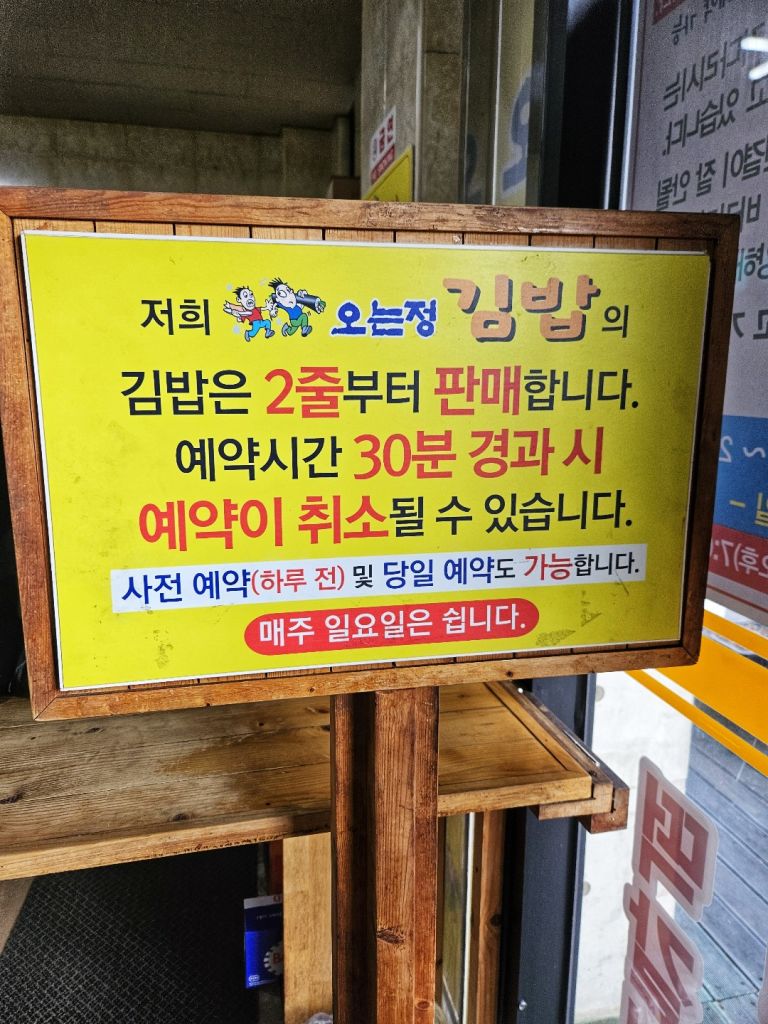 저희 오는정 김밥의
김밥은 2줄부터 판매합니다.
예약시간 30분 경과 시
예약이 취소될 수 있습니다.
사전 예약(하루 전) 및 당일 예약도 가능합니다.
매주 일요일은 쉽니다.
금연